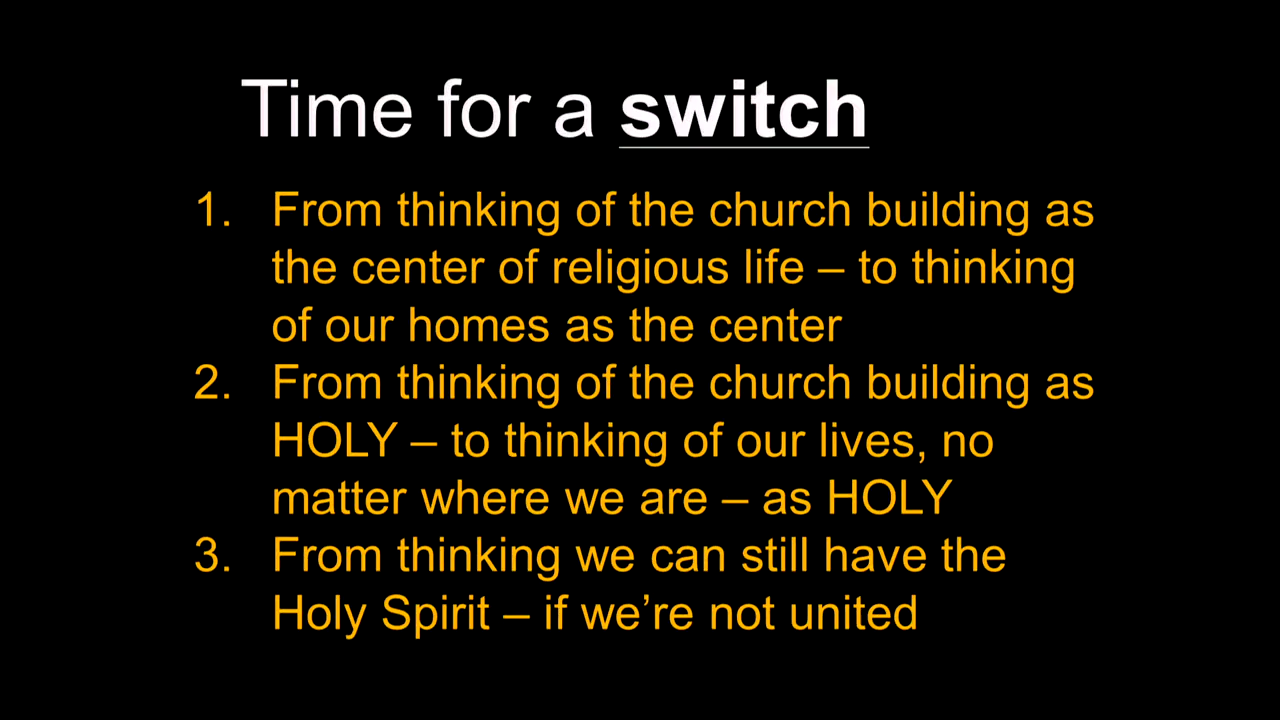 Time for a switch
1. From thinking of the church building as
the center of religious life – to thinking
of our homes as the center
2. From thinking of the church building as
HOLY – to thinking of our lives, no
matter where we are – as HOLY
3. From thinking we can still have the
Holy Spirit – if we’re not united